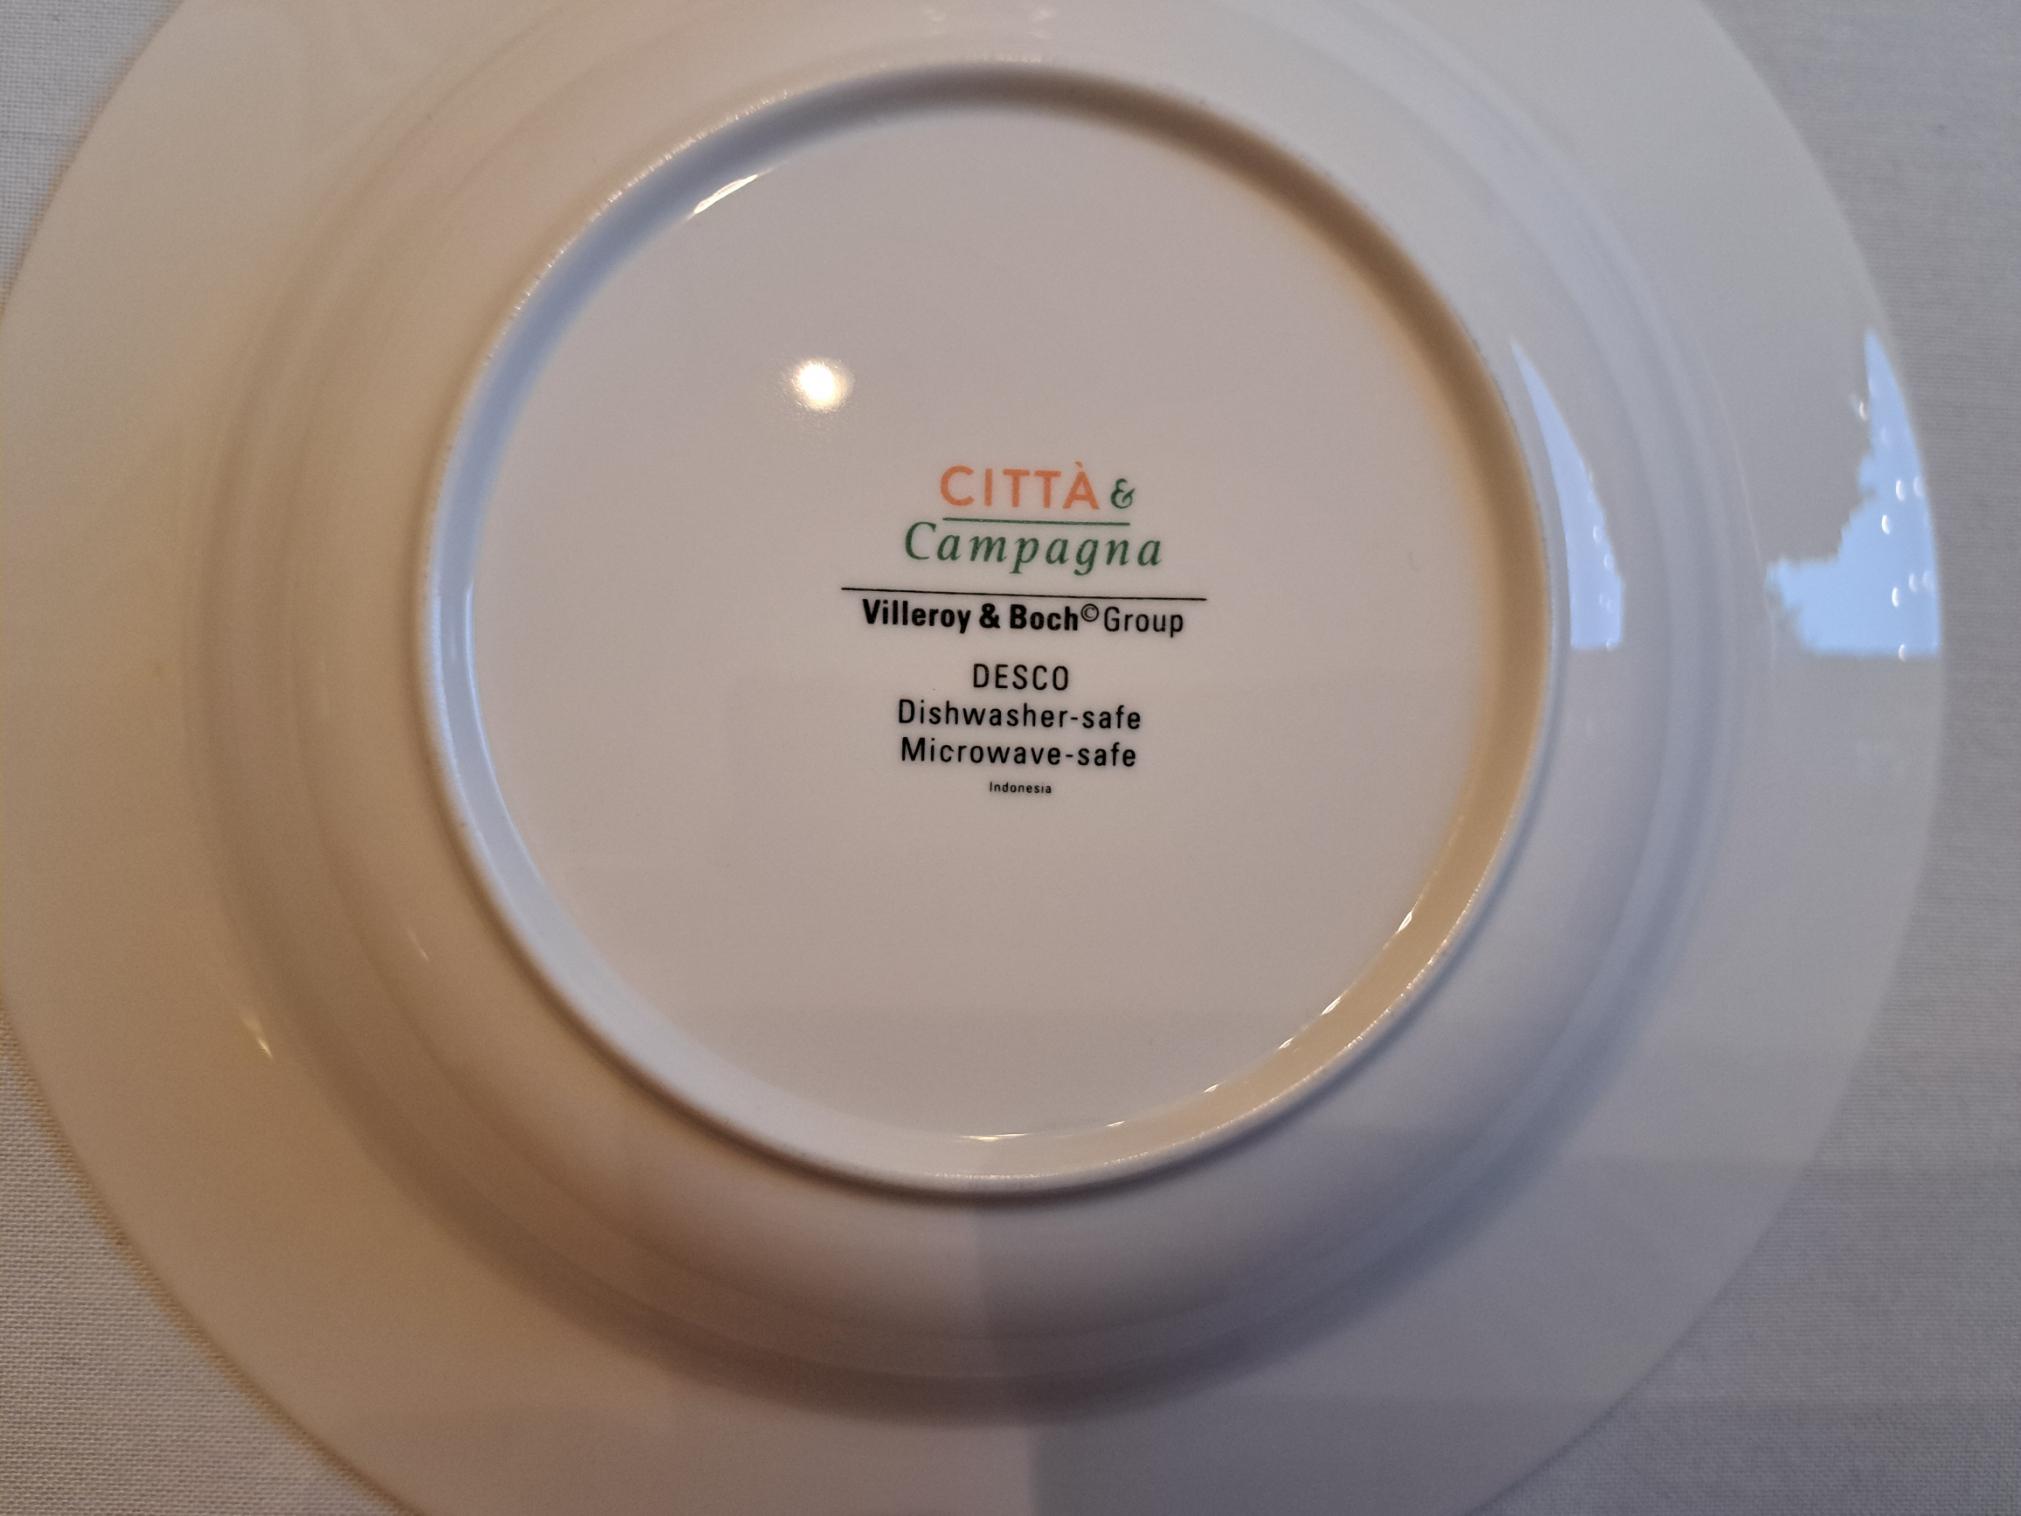 CITTÀ &
Campagna
Villeroy & Boch© Group
DESCO
Dishwasher-safe
Microwave-safe
Indonesia